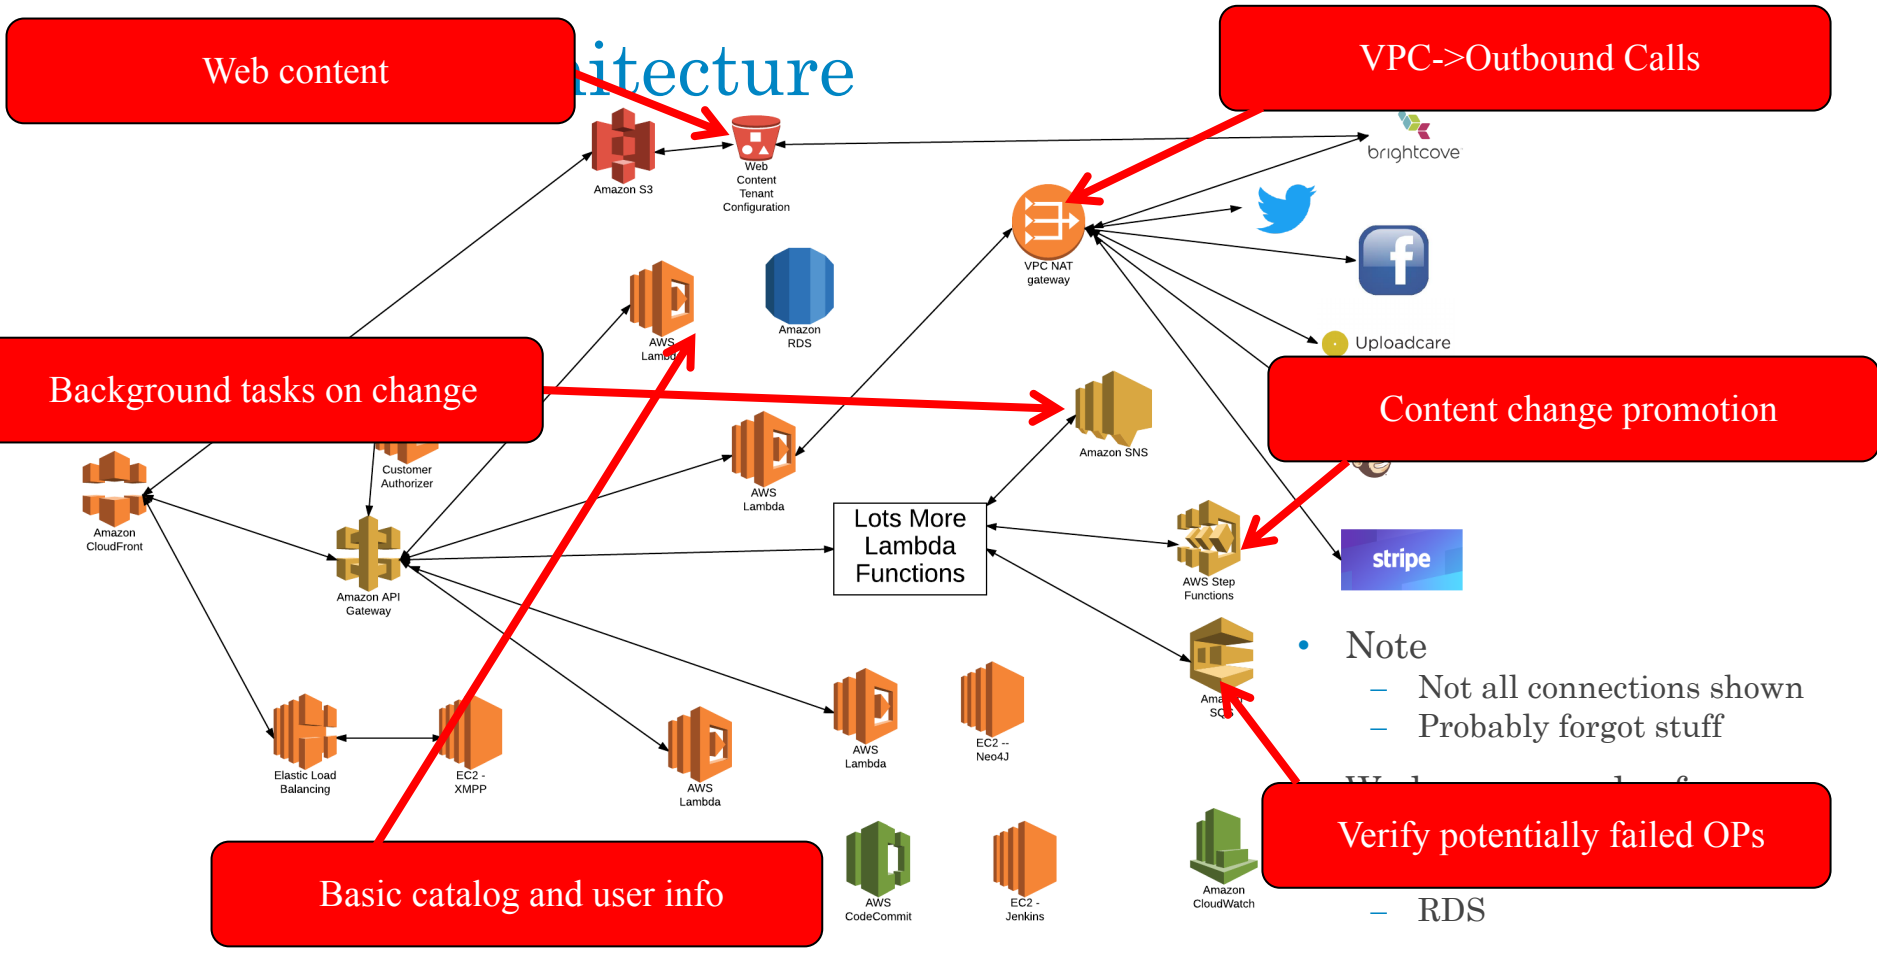 Web content
hitecture
VPC->Outbound Calls
brightcove
Amazon S3
Web
Content
Tenant
Configuration
VPC NAT
gateway
Amazon
RDS
AWS
Lambda
Uploadcare
Background tasks on change
Content change promotion
Amazon SNS
Customer
Authorizer
AWS
Lambda
Amazon
CloudFront
Lots More
Lambda
Functions
stripe
AWS Step
Functions
Amazon API
Gateway
• Note
– Not all connections shown
– Probably forgot stuff
Amazon
SQS
Elastic Load
Balancing
EC2 -
XMPP
AWS
Lambda
AWS
Lambda
EC2 --
Neo4J
Verify potentially failed OPs
Basic catalog and user info
AWS
CodeCommit
EC2 -
Jenkins
Amazon
CloudWatch
– RDS